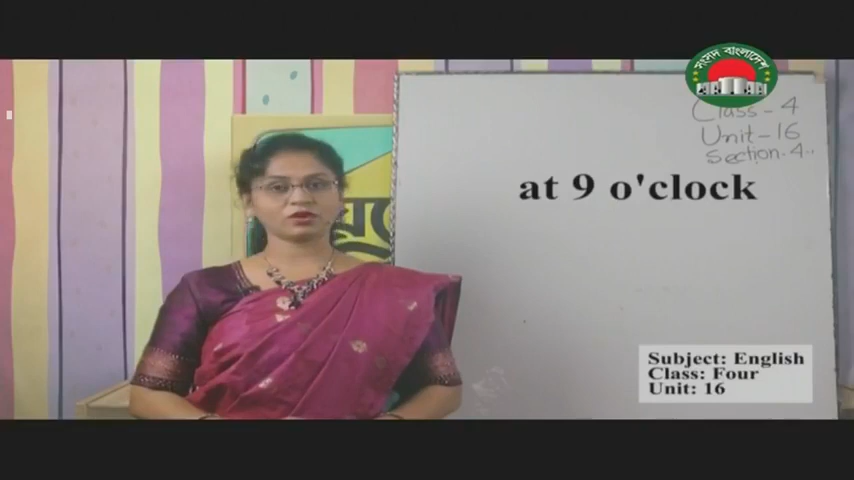 সংসদ বাংলাদেশ
Class - 4
Unit - 16
Section. 4..
at 9 o'clock
Subject: English
Class: Four
Unit: 16